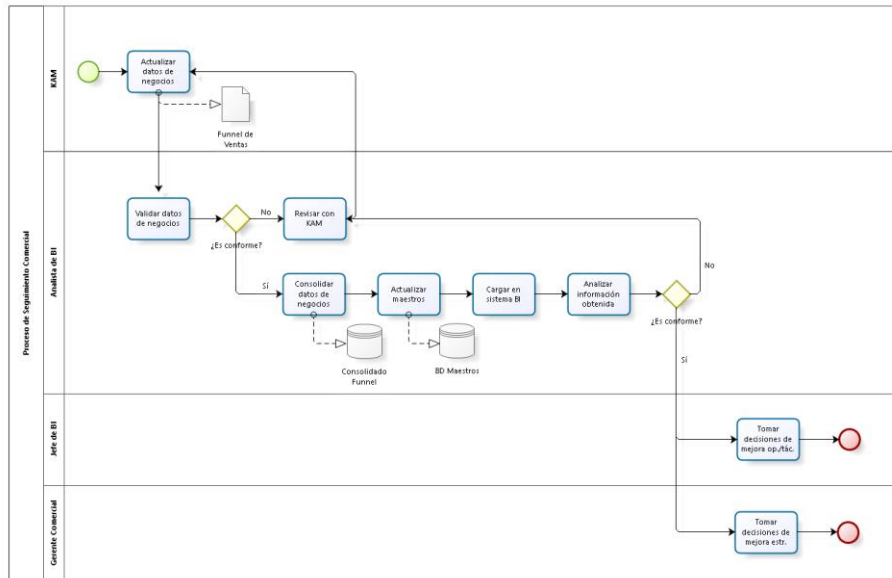 Proceso de Seguimiento Comercial
KAM
Actualizar
datos de
negocios
Funnel de
Ventas
Analista de BI
Validar datos
de negocios
¿Es conforme?
No
Revisar con
KAM
Sí
Consolidar
datos de
negocios
Actualizar
maestros
Cargar en
sistema BI
Analizar
información
obtenida
¿Es conforme?
No
Sí
Consolidado
Funnel
BD Maestros
Jefe de BI
Tomar
decisiones de
mejora op./tác.
Gerente Comercial
Tomar
decisiones de
mejora estr.